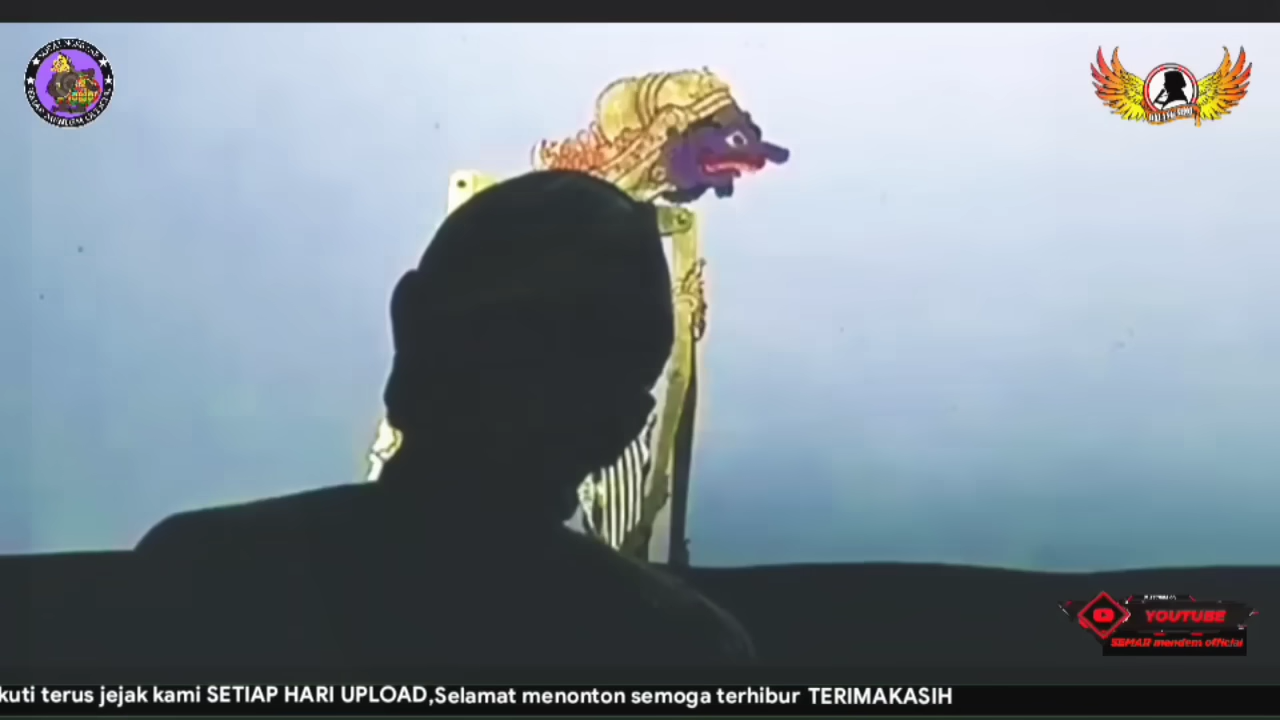 YOUTUBE
SEMAR mendem official
kuti terus jejak kami SETIAP HARI UPLOAD,Selamat menonton semoga terhibur TERIMAKASIH